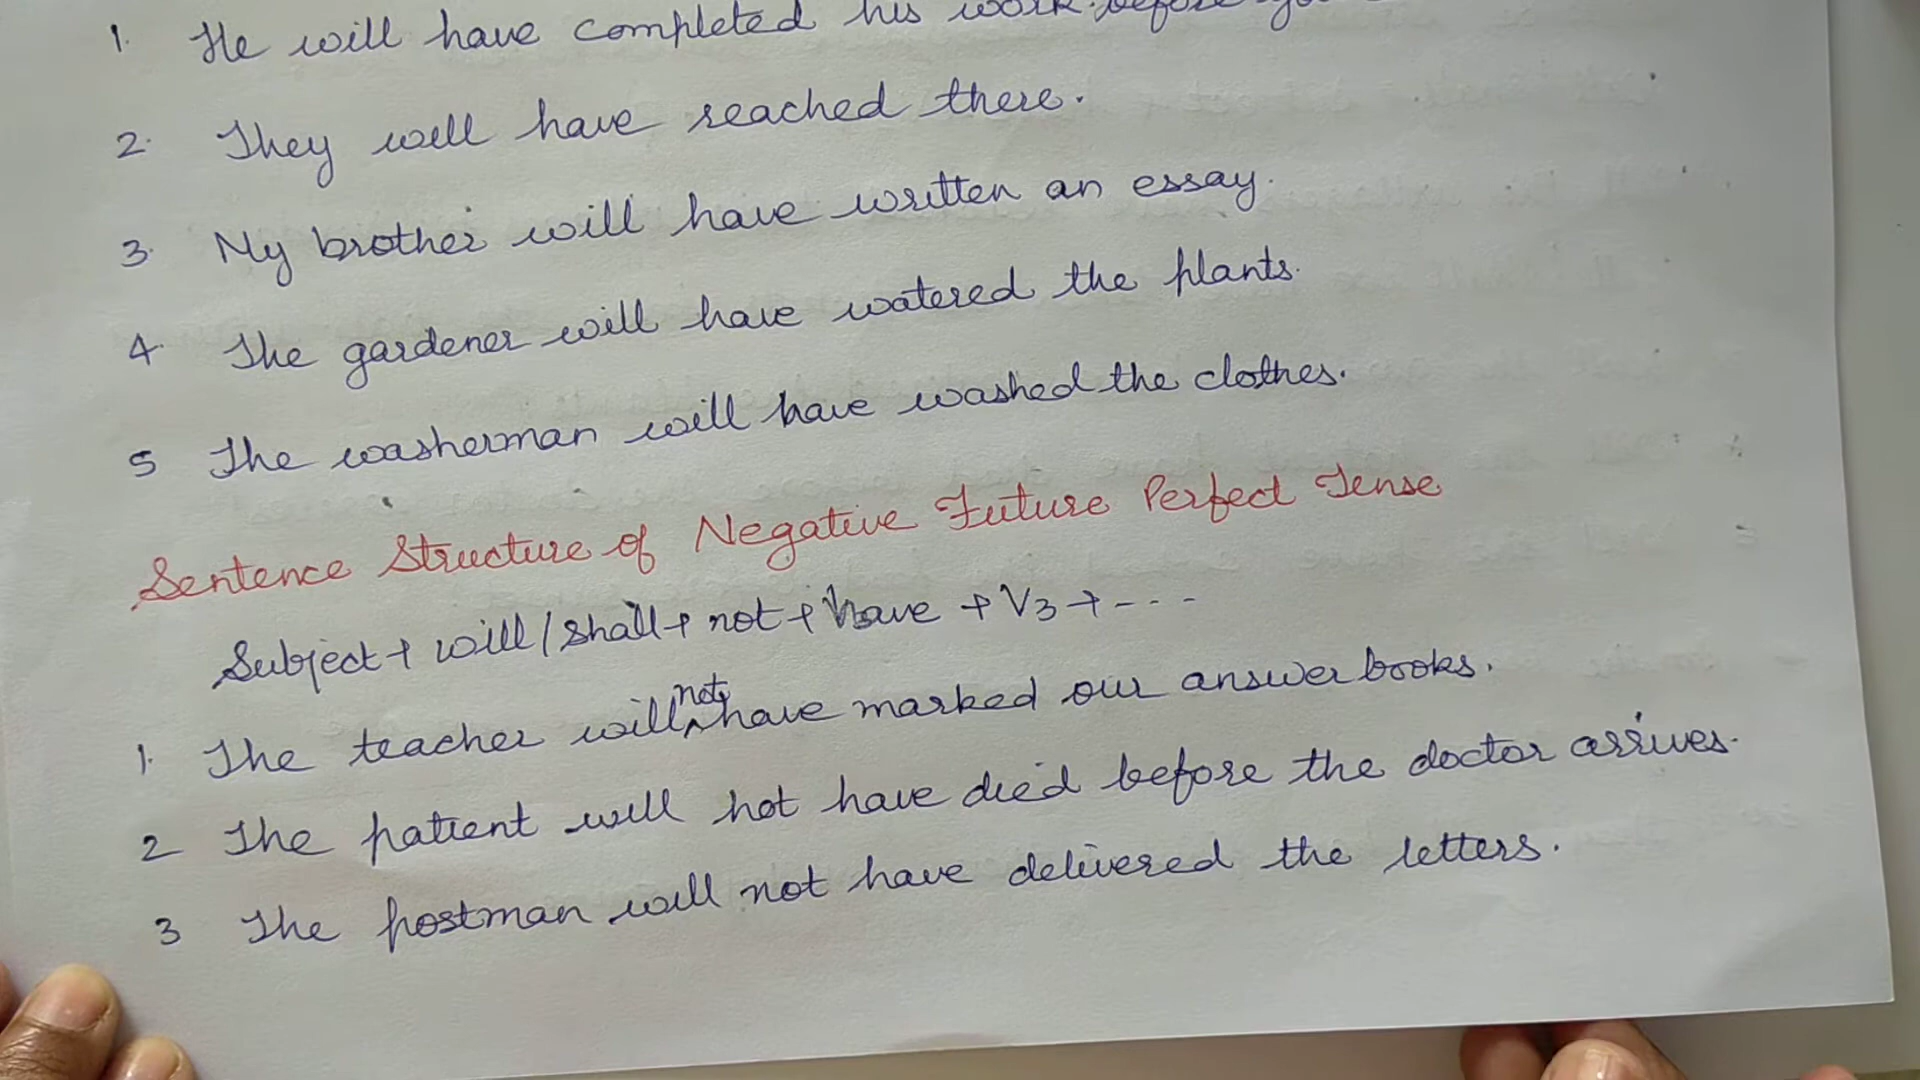 1. He will have completed his work before
2. They will have reached there.
3. My brother will have written an essay.
4. The gardener will have watered the plants.
5 The washerman will have washed the clothes.
Sentence Structure of Negative Future Perfect Tense
Subject + will / shall + not + have + V3 + ---
1. The teacher will not have marked our answer books.
2 The patient will not have died before the doctor arrives.
3 The postman will not have delivered the letters.